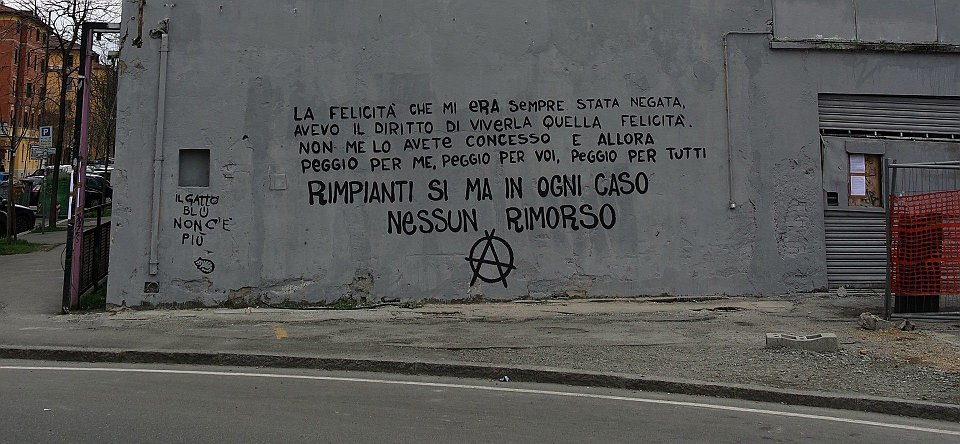 LA FELICITÀ CHE MI eRA SeMPRE STATA NEGATA,
AVEVO IL DIRITTO DI VIVERLA QUELLA FELICITÀ.
NON ME LO AVETE CONCESSO E ALLORA
PeGGIO PER ME, PeGGIO PER VOI, PeGGIO PER TUTTI
RIMPIANTI SI MA IN OGNI CASO
NeSSUN RIMORSO
IL GATTO
BLU
NON C'È
PIÙ
P